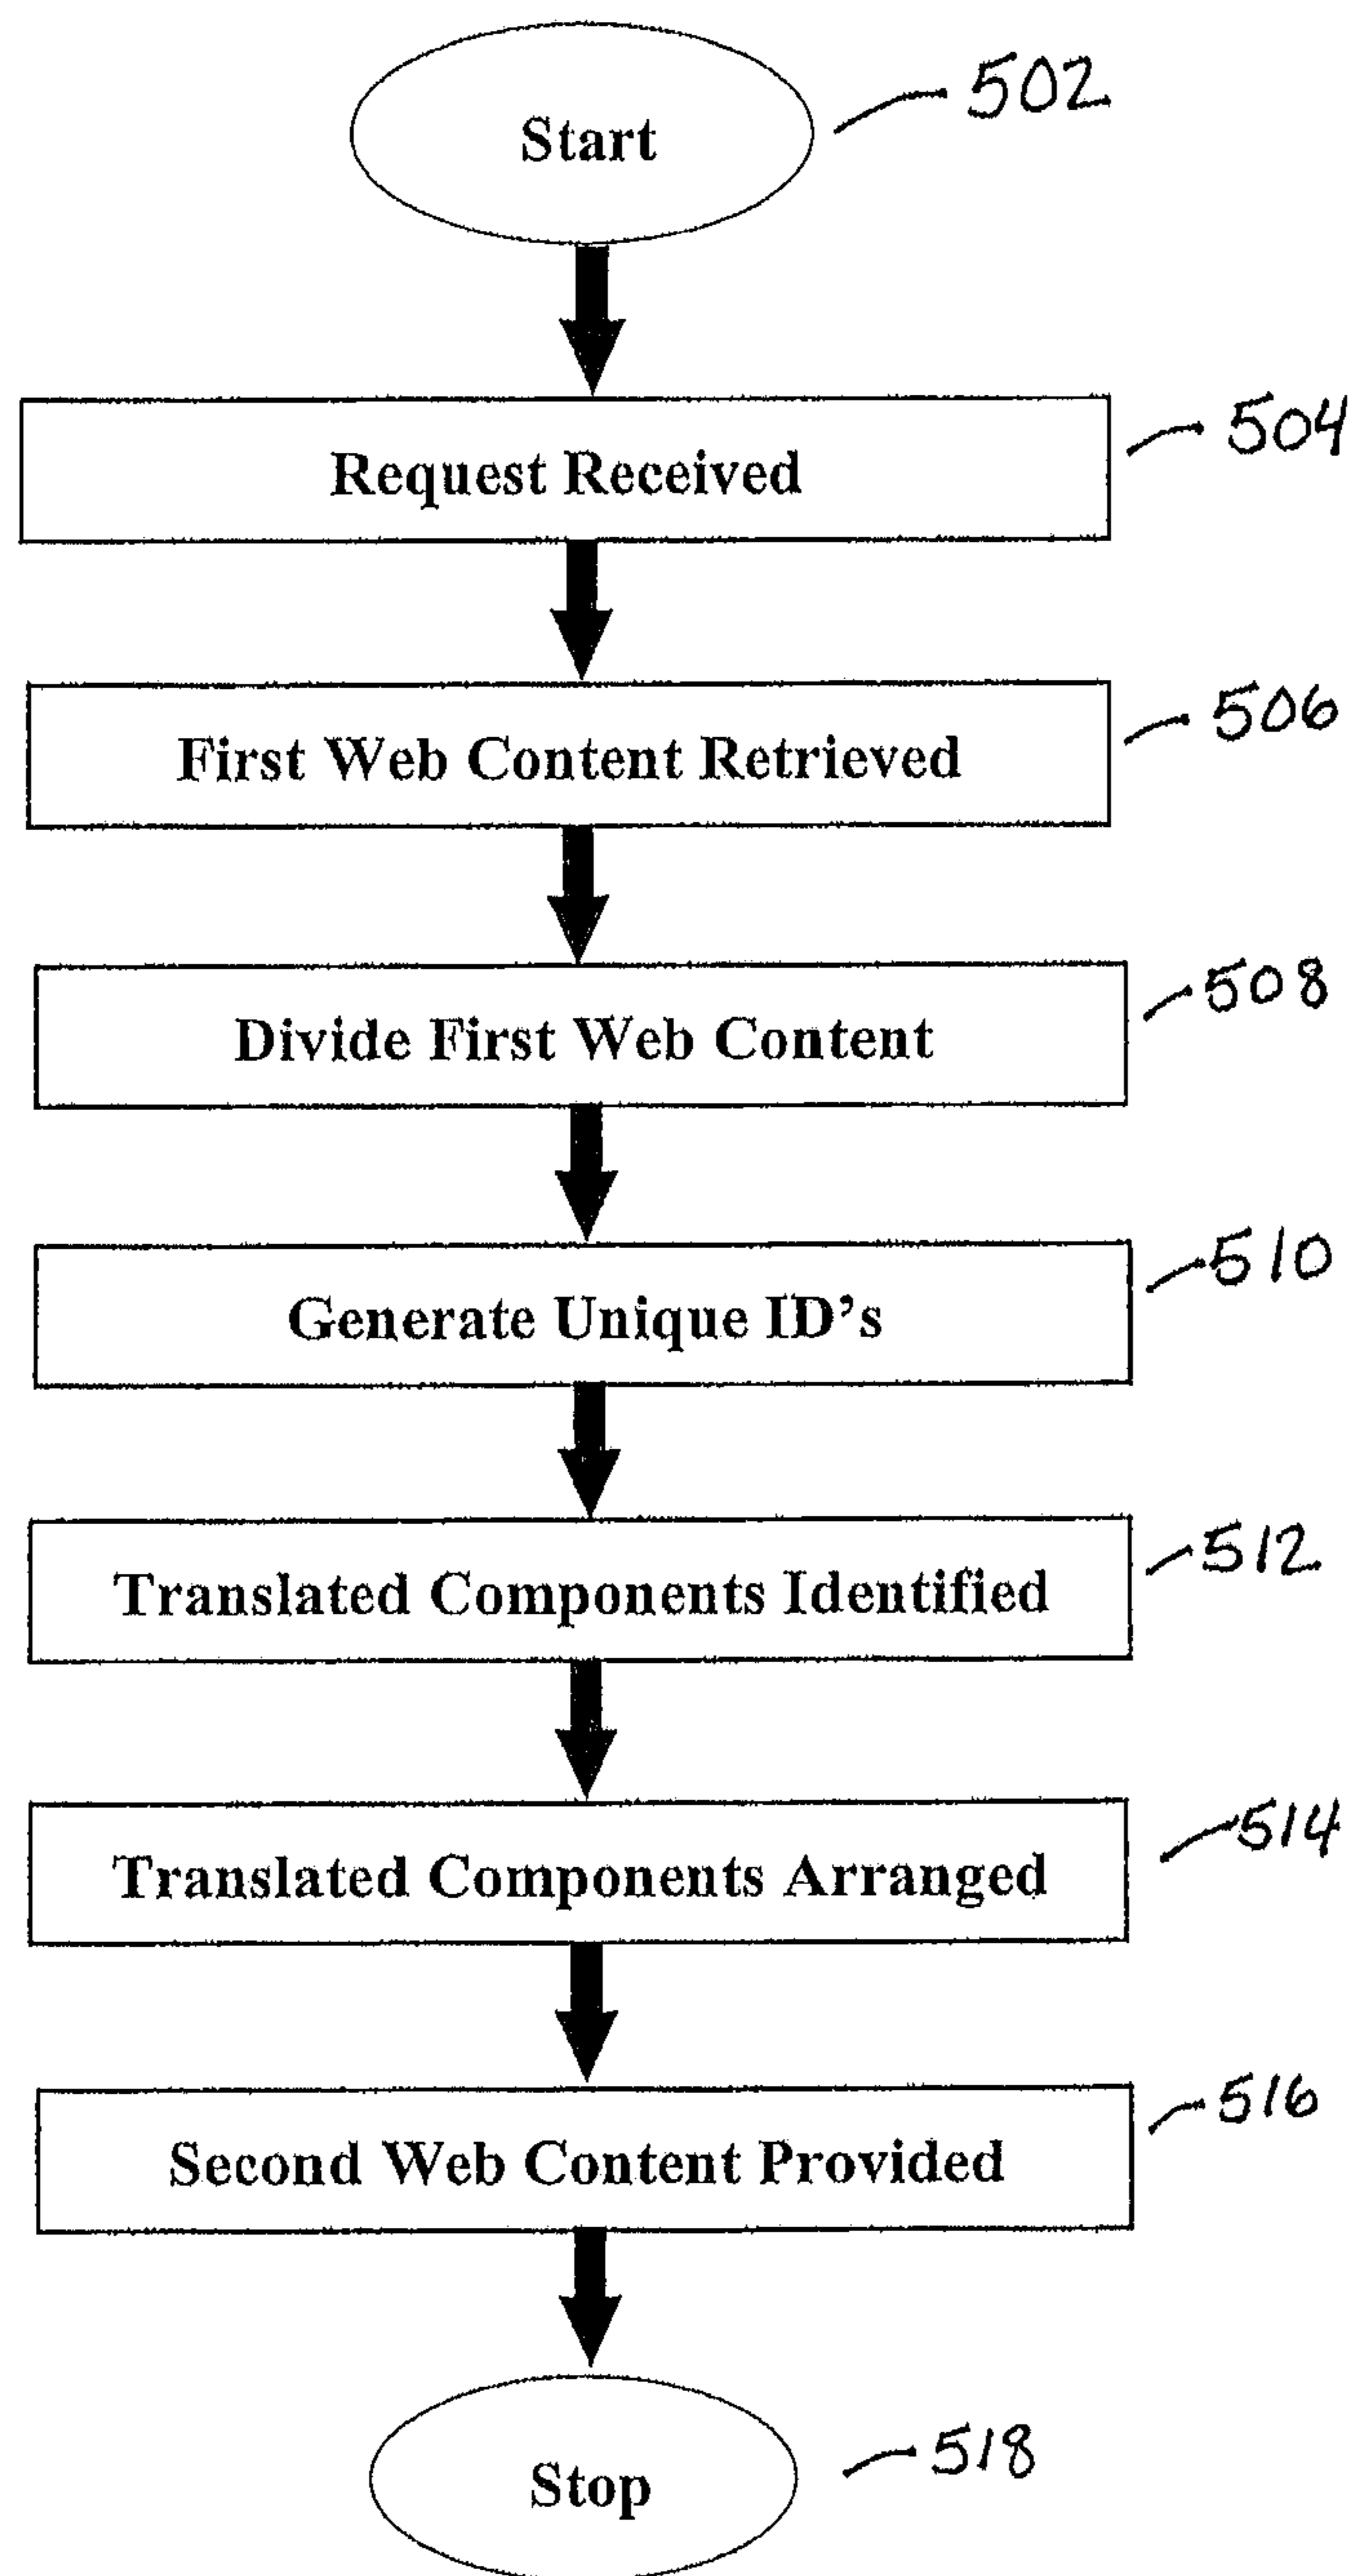 Start
502
Request Received
504
First Web Content Retrieved
506
Divide First Web Content
508
Generate Unique ID’s
510
Translated Components Identified
512
Translated Components Arranged
514
Second Web Content Provided
516
Stop
518